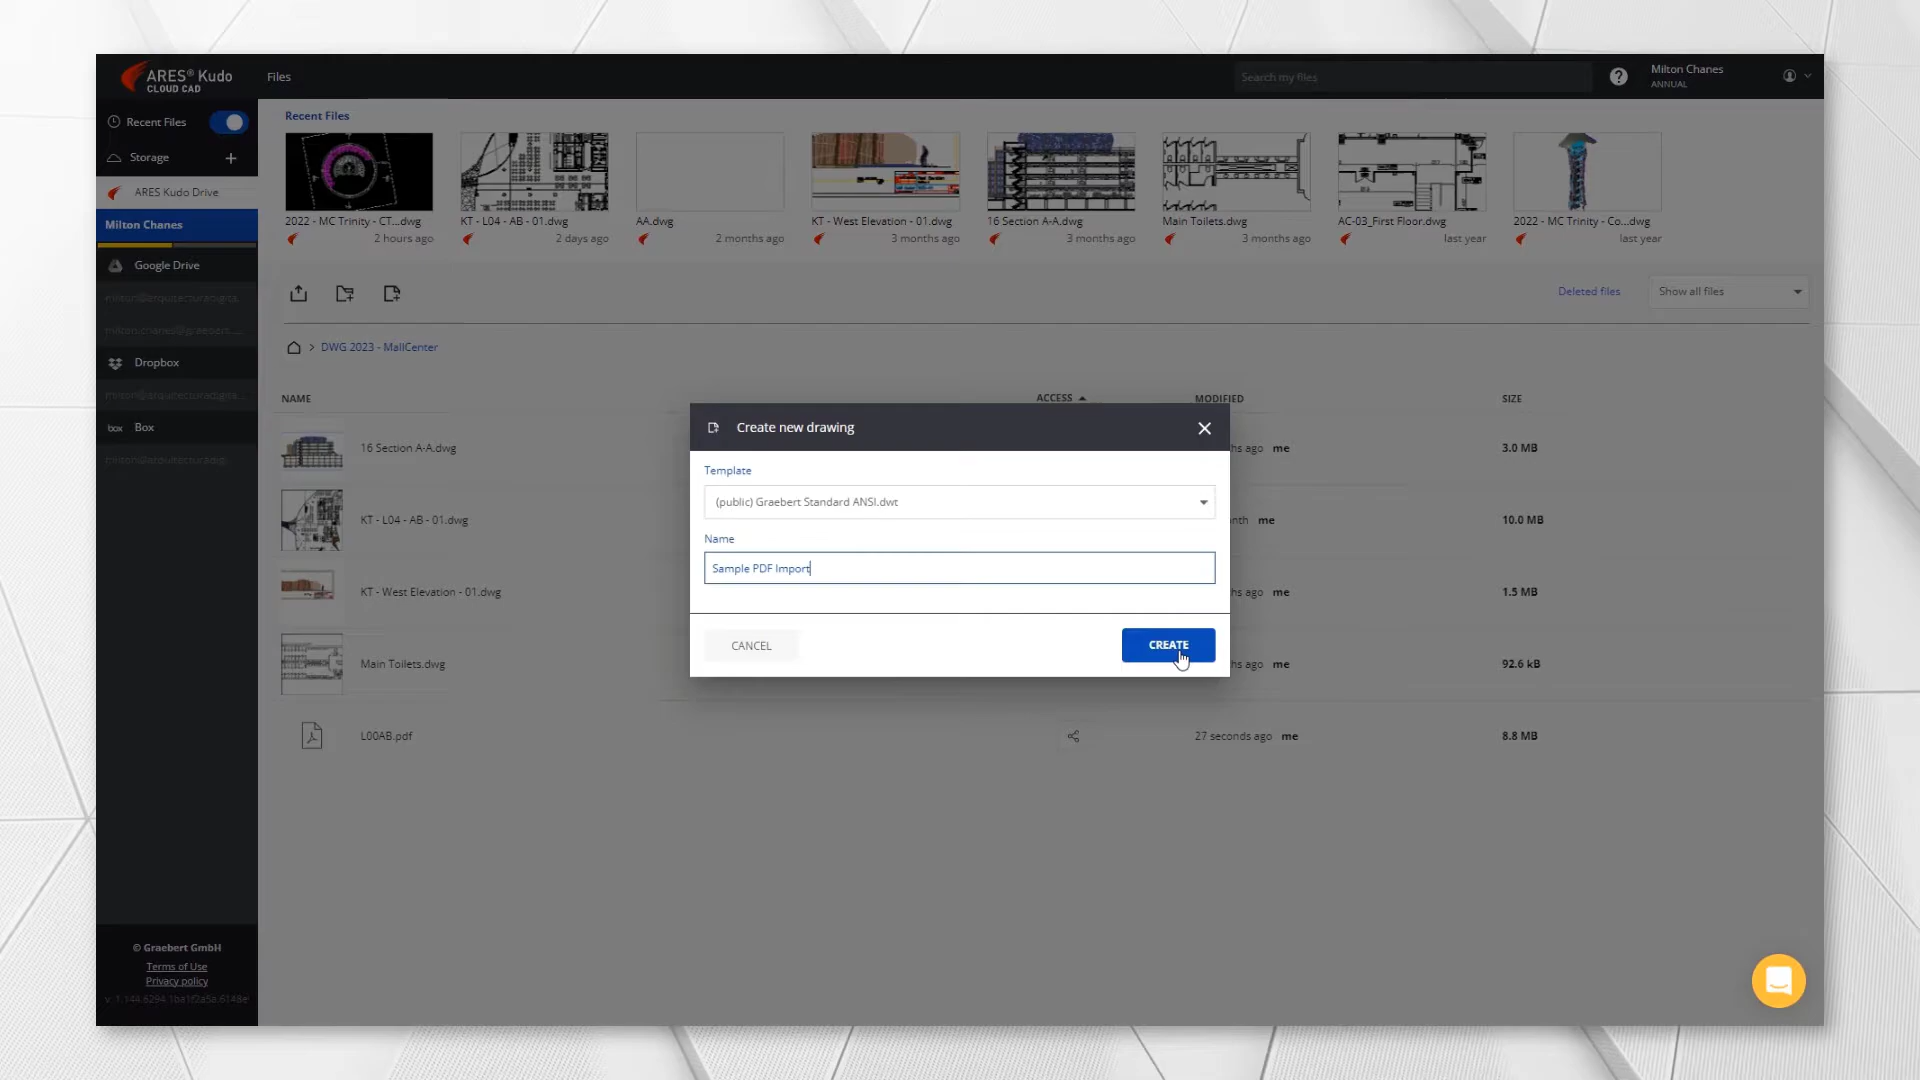 ARES® Kudo
CLOUD CAD
Files
Search my files
Milton Chanes
ANNUAL
Recent Files
Storage
ARES Kudo Drive
Milton Chanes
Google Drive
Dropbox
Box
© Graebert GmbH
Terms of Use
Privacy policy
Recent Files
2022 - MC Trinity - CT...dwg
2 hours ago
KT - L04 - AB - 01.dwg
2 days ago
AA.dwg
2 months ago
KT - West Elevation - 01.dwg
3 months ago
16 Section A-A.dwg
3 months ago
Main Toilets.dwg
3 months ago
AC-03_First Floor.dwg
last year
2022 - MC Trinity - Co...dwg
last year
Deleted files
Show all files
> DWG 2023 - MallCenter
NAME ACCESS MODIFIED SIZE
16 Section A-A.dwg hs ago me 3.0 MB
KT - L04 - AB - 01.dwg nth me 10.0 MB
KT - West Elevation - 01.dwg hs ago me 1.5 MB
Main Toilets.dwg hs ago me 92.6 kB
L00AB.pdf 27 seconds ago me 8.8 MB
Create new drawing
Template
(public) Graebert Standard ANSI.dwt
Name
Sample PDF Import
CANCEL
CREATE